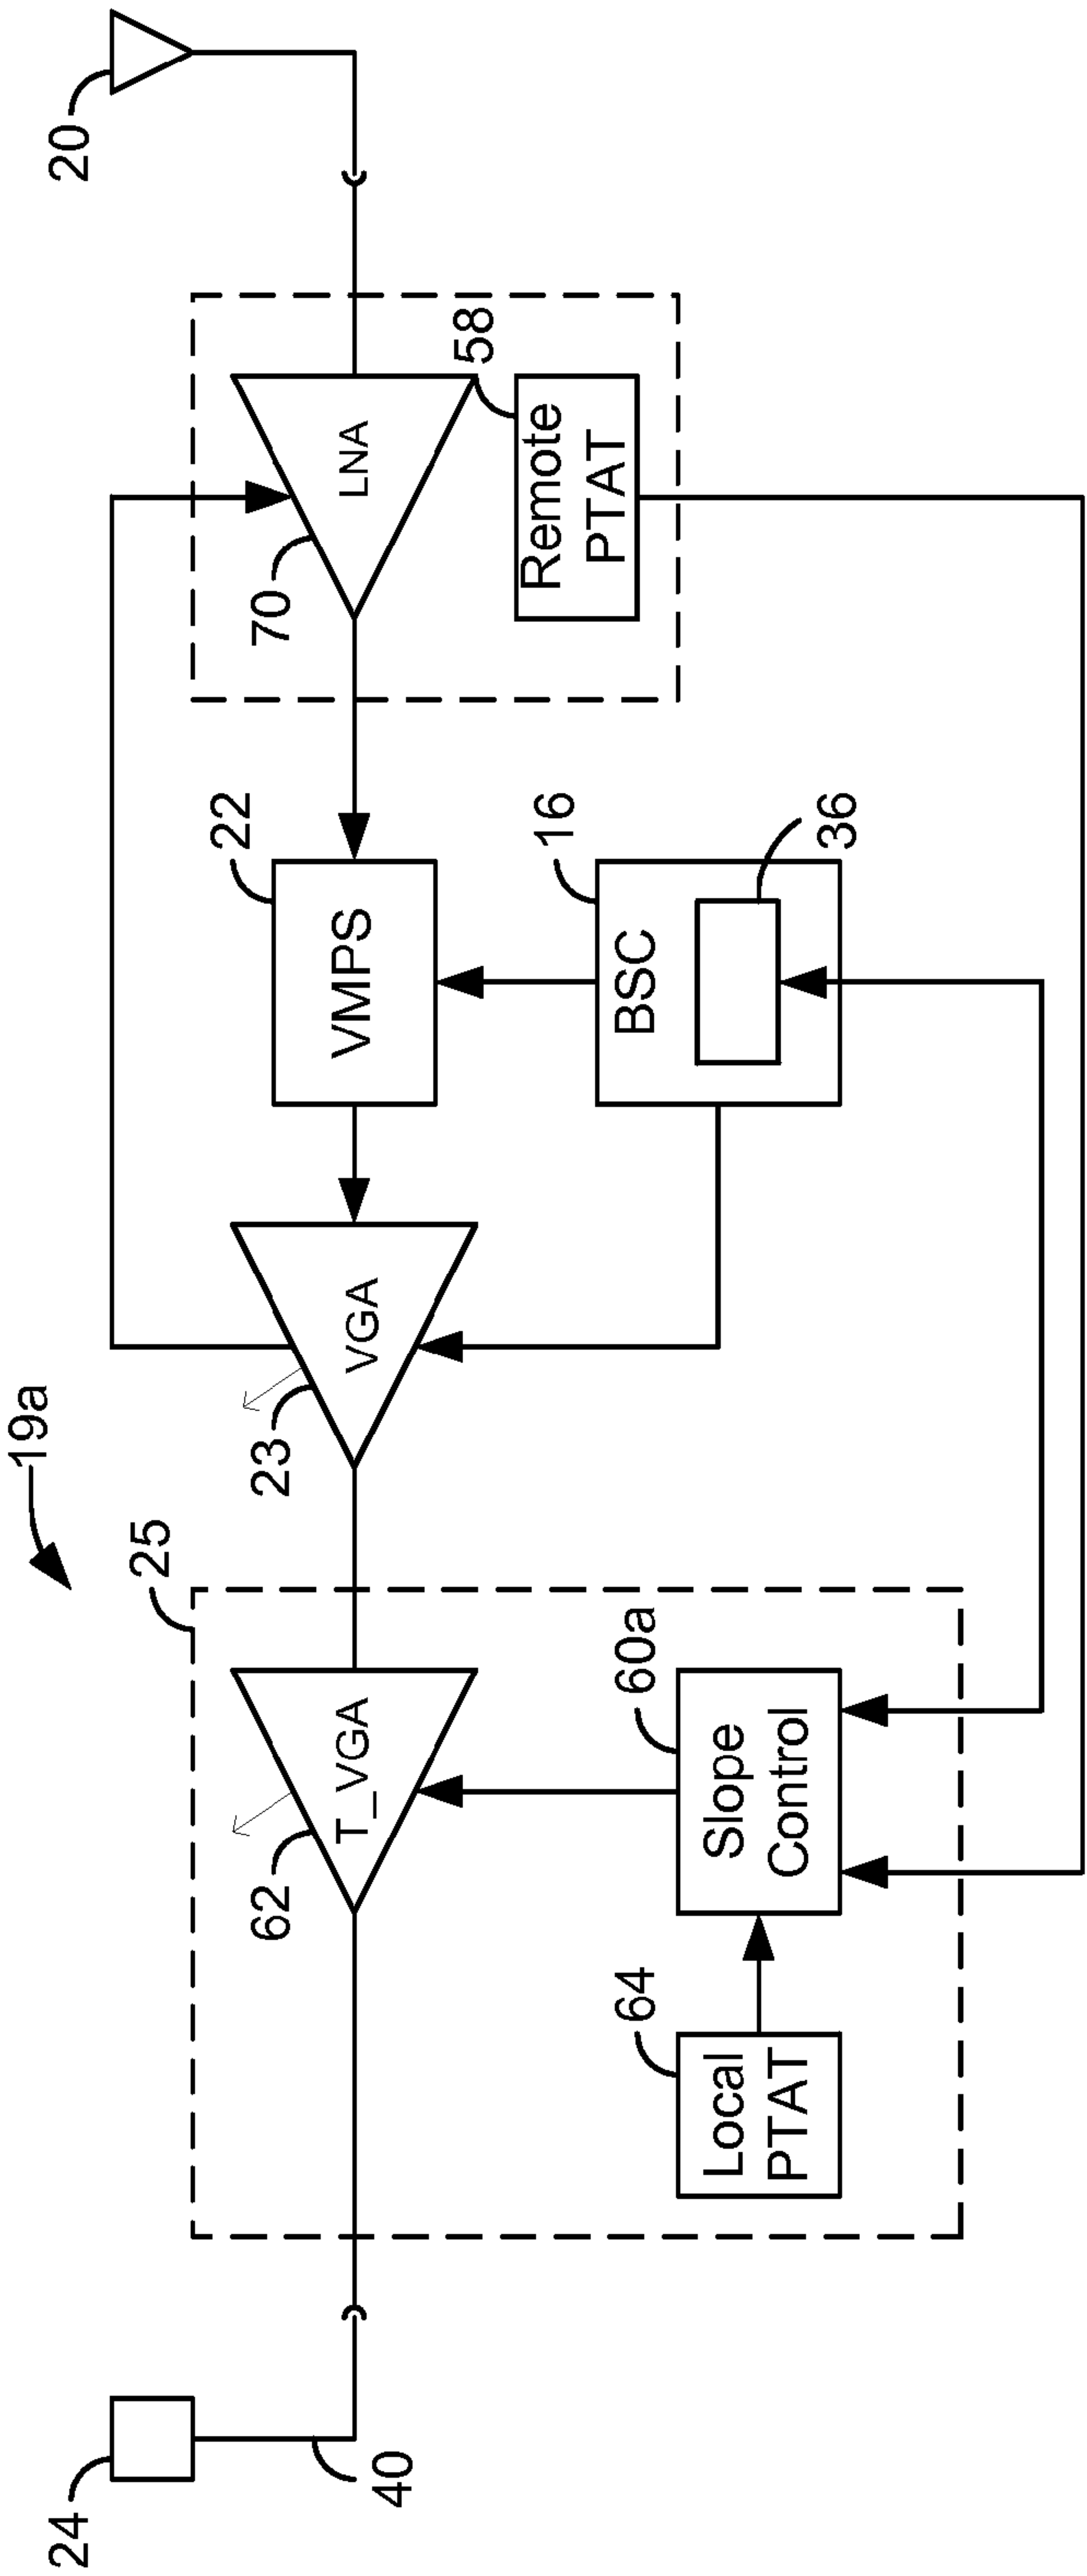 19a
24
20
25
22
62
23
70
T_VGA
VGA
VMPS
LNA
40
58
Remote
PTAT
64
60a
16
BSC
Local
PTAT
Slope
Control
36